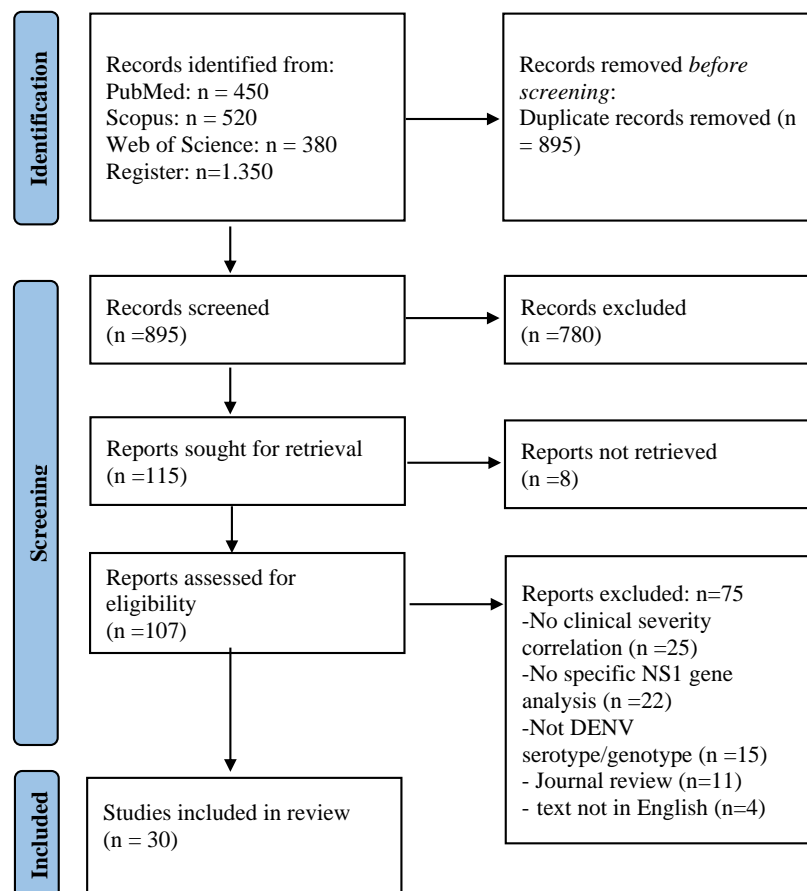 Identification
Records identified from:
PubMed: n = 450
Scopus: n = 520
Web of Science: n = 380
Register: n=1.350
Records removed before
screening:
Duplicate records removed (n
= 895)
Screening
Records screened
(n =895)
Records excluded
(n =780)
Reports sought for retrieval
(n =115)
Reports not retrieved
(n =8)
Reports assessed for
eligibility
(n =107)
Reports excluded: n=75
-No clinical severity
correlation (n =25)
-No specific NS1 gene
analysis (n =22)
-Not DENV
serotype/genotype (n =15)
- Journal review (n=11)
- text not in English (n=4)
Included
Studies included in review
(n = 30)